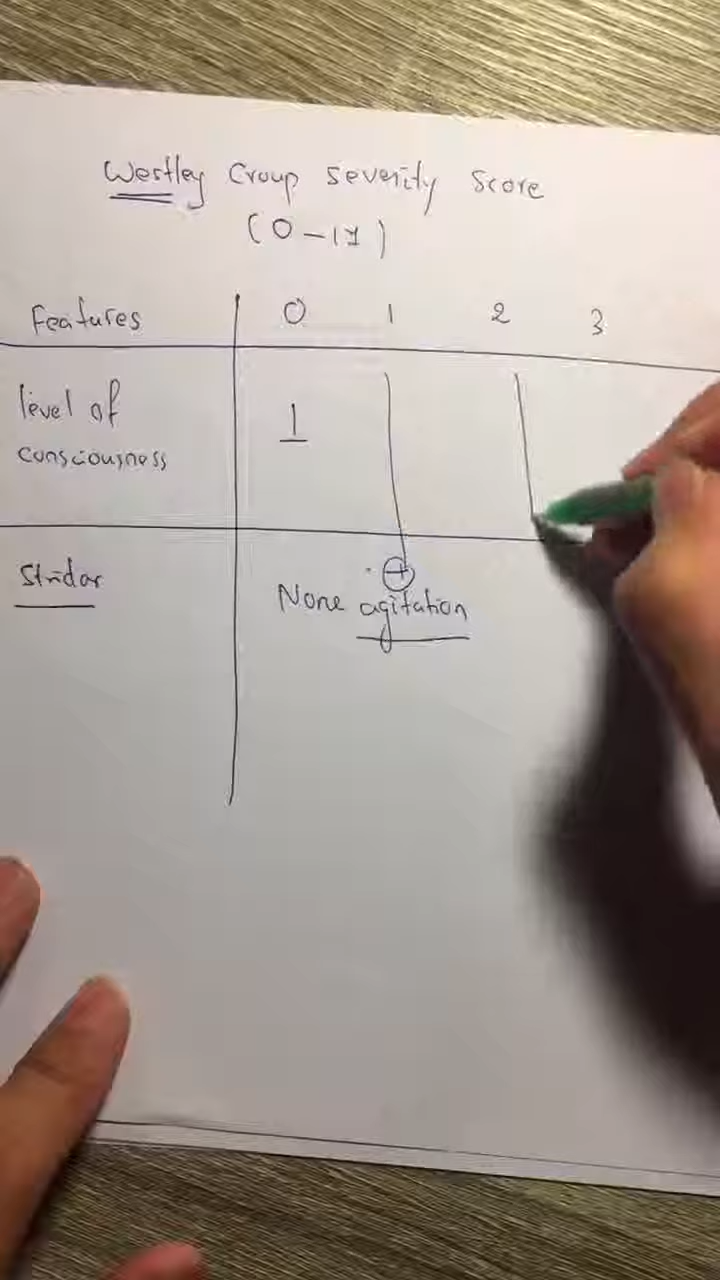 Westley Croup Severity Score
(0-17)
Features 0 1 2 3
level of
consciousness
1
Stridor
+
None agitation